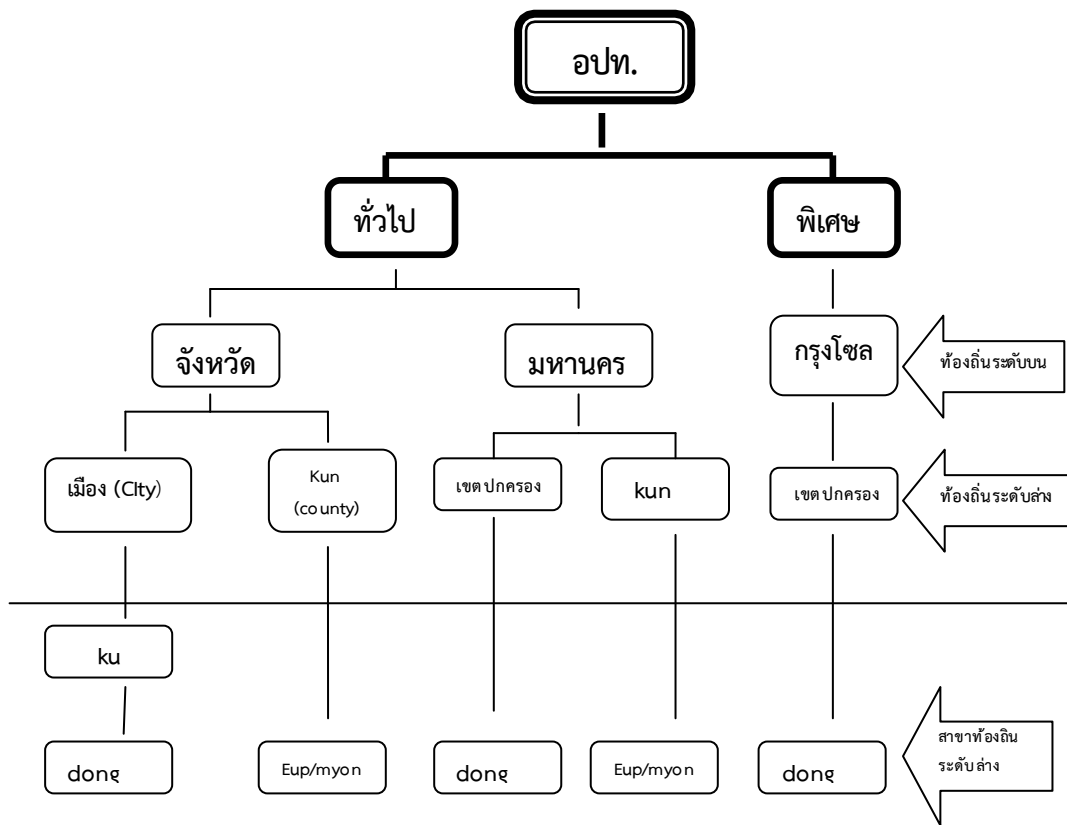 อปท.
ทั่วไป
พิเศษ
จังหวัด
มหานคร
กรุงโซล
ท้องถิ่นระดับบน
เมือง (CIty)
Kun
(county)
เขตปกครอง
kun
เขตปกครอง
ท้องถิ่นระดับล่าง
ku
dong
Eup/myon
dong
Eup/myon
dong
สาขาท้องถิน
ระดับล่าง